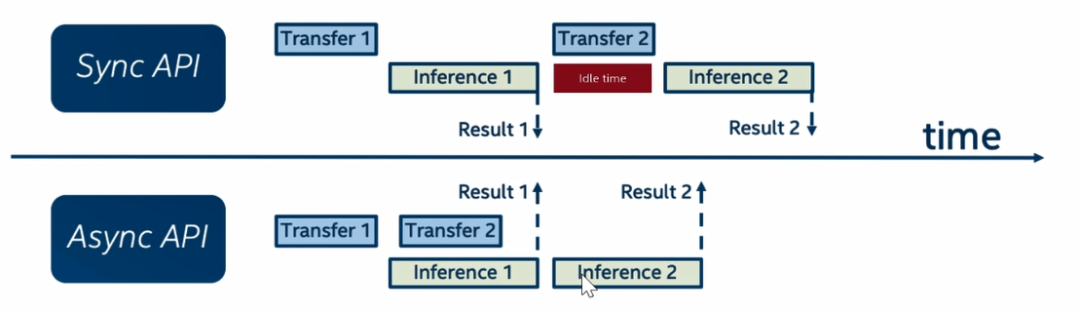 Sync API
Transfer 1
Transfer 2
Inference 1
Idle time
Inference 2
Result 1
Result 2
time
Result 1
Result 2
Async API
Transfer 1
Transfer 2
Inference 1
Inference 2